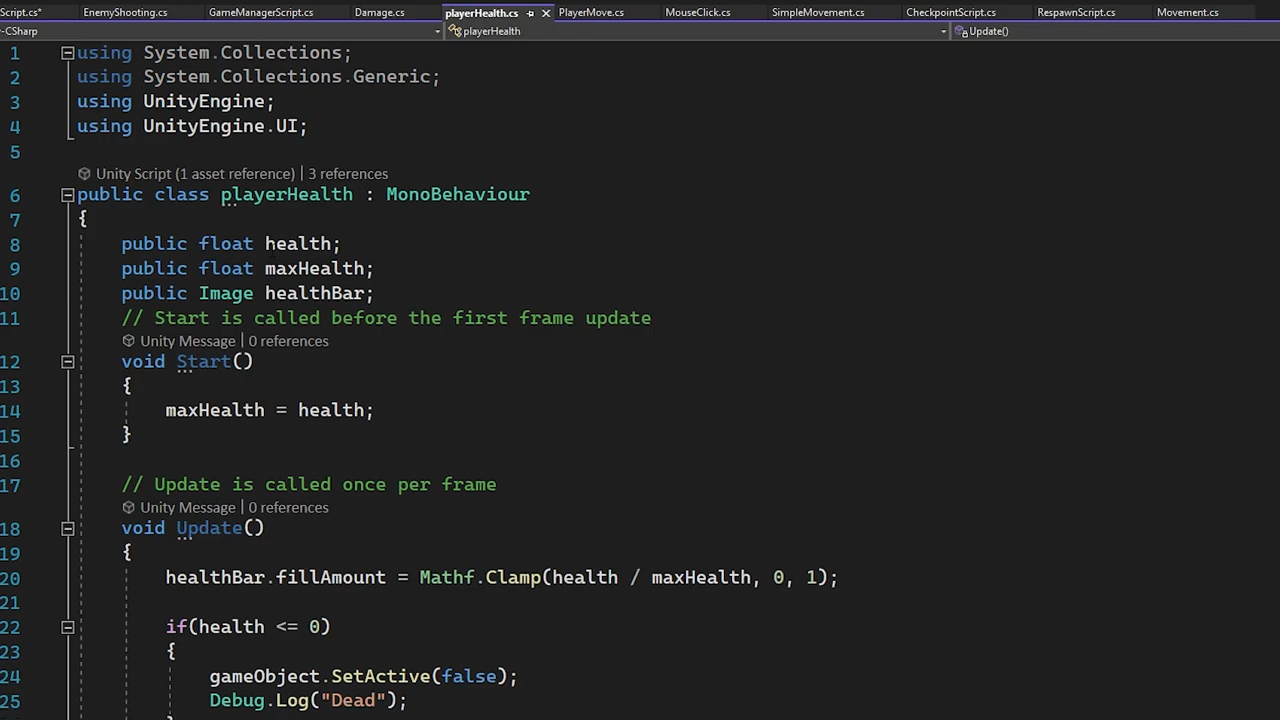 Script.cs* EnemyShooting.cs GameManagerScript.cs Damage.cs playerHealth.cs PlayerMove.cs MouseClick.cs SimpleMovement.cs CheckpointScript.cs RespawnScript.cs Movement.cs
-CSharp playerHealth Update()
1 using System.Collections;
2 using System.Collections.Generic;
3 using UnityEngine;
4 using UnityEngine.UI;
5
Unity Script (1 asset reference) | 3 references
6 public class playerHealth : MonoBehaviour
7 {
8 public float health;
9 public float maxHealth;
10 public Image healthBar;
11 // Start is called before the first frame update
Unity Message | 0 references
12 void Start()
13 {
14 maxHealth = health;
15 }
16
17 // Update is called once per frame
Unity Message | 0 references
18 void Update()
19 {
20 healthBar.fillAmount = Mathf.Clamp(health / maxHealth, 0, 1);
21
22 if(health <= 0)
23 {
24 gameObject.SetActive(false);
25 Debug.Log("Dead");